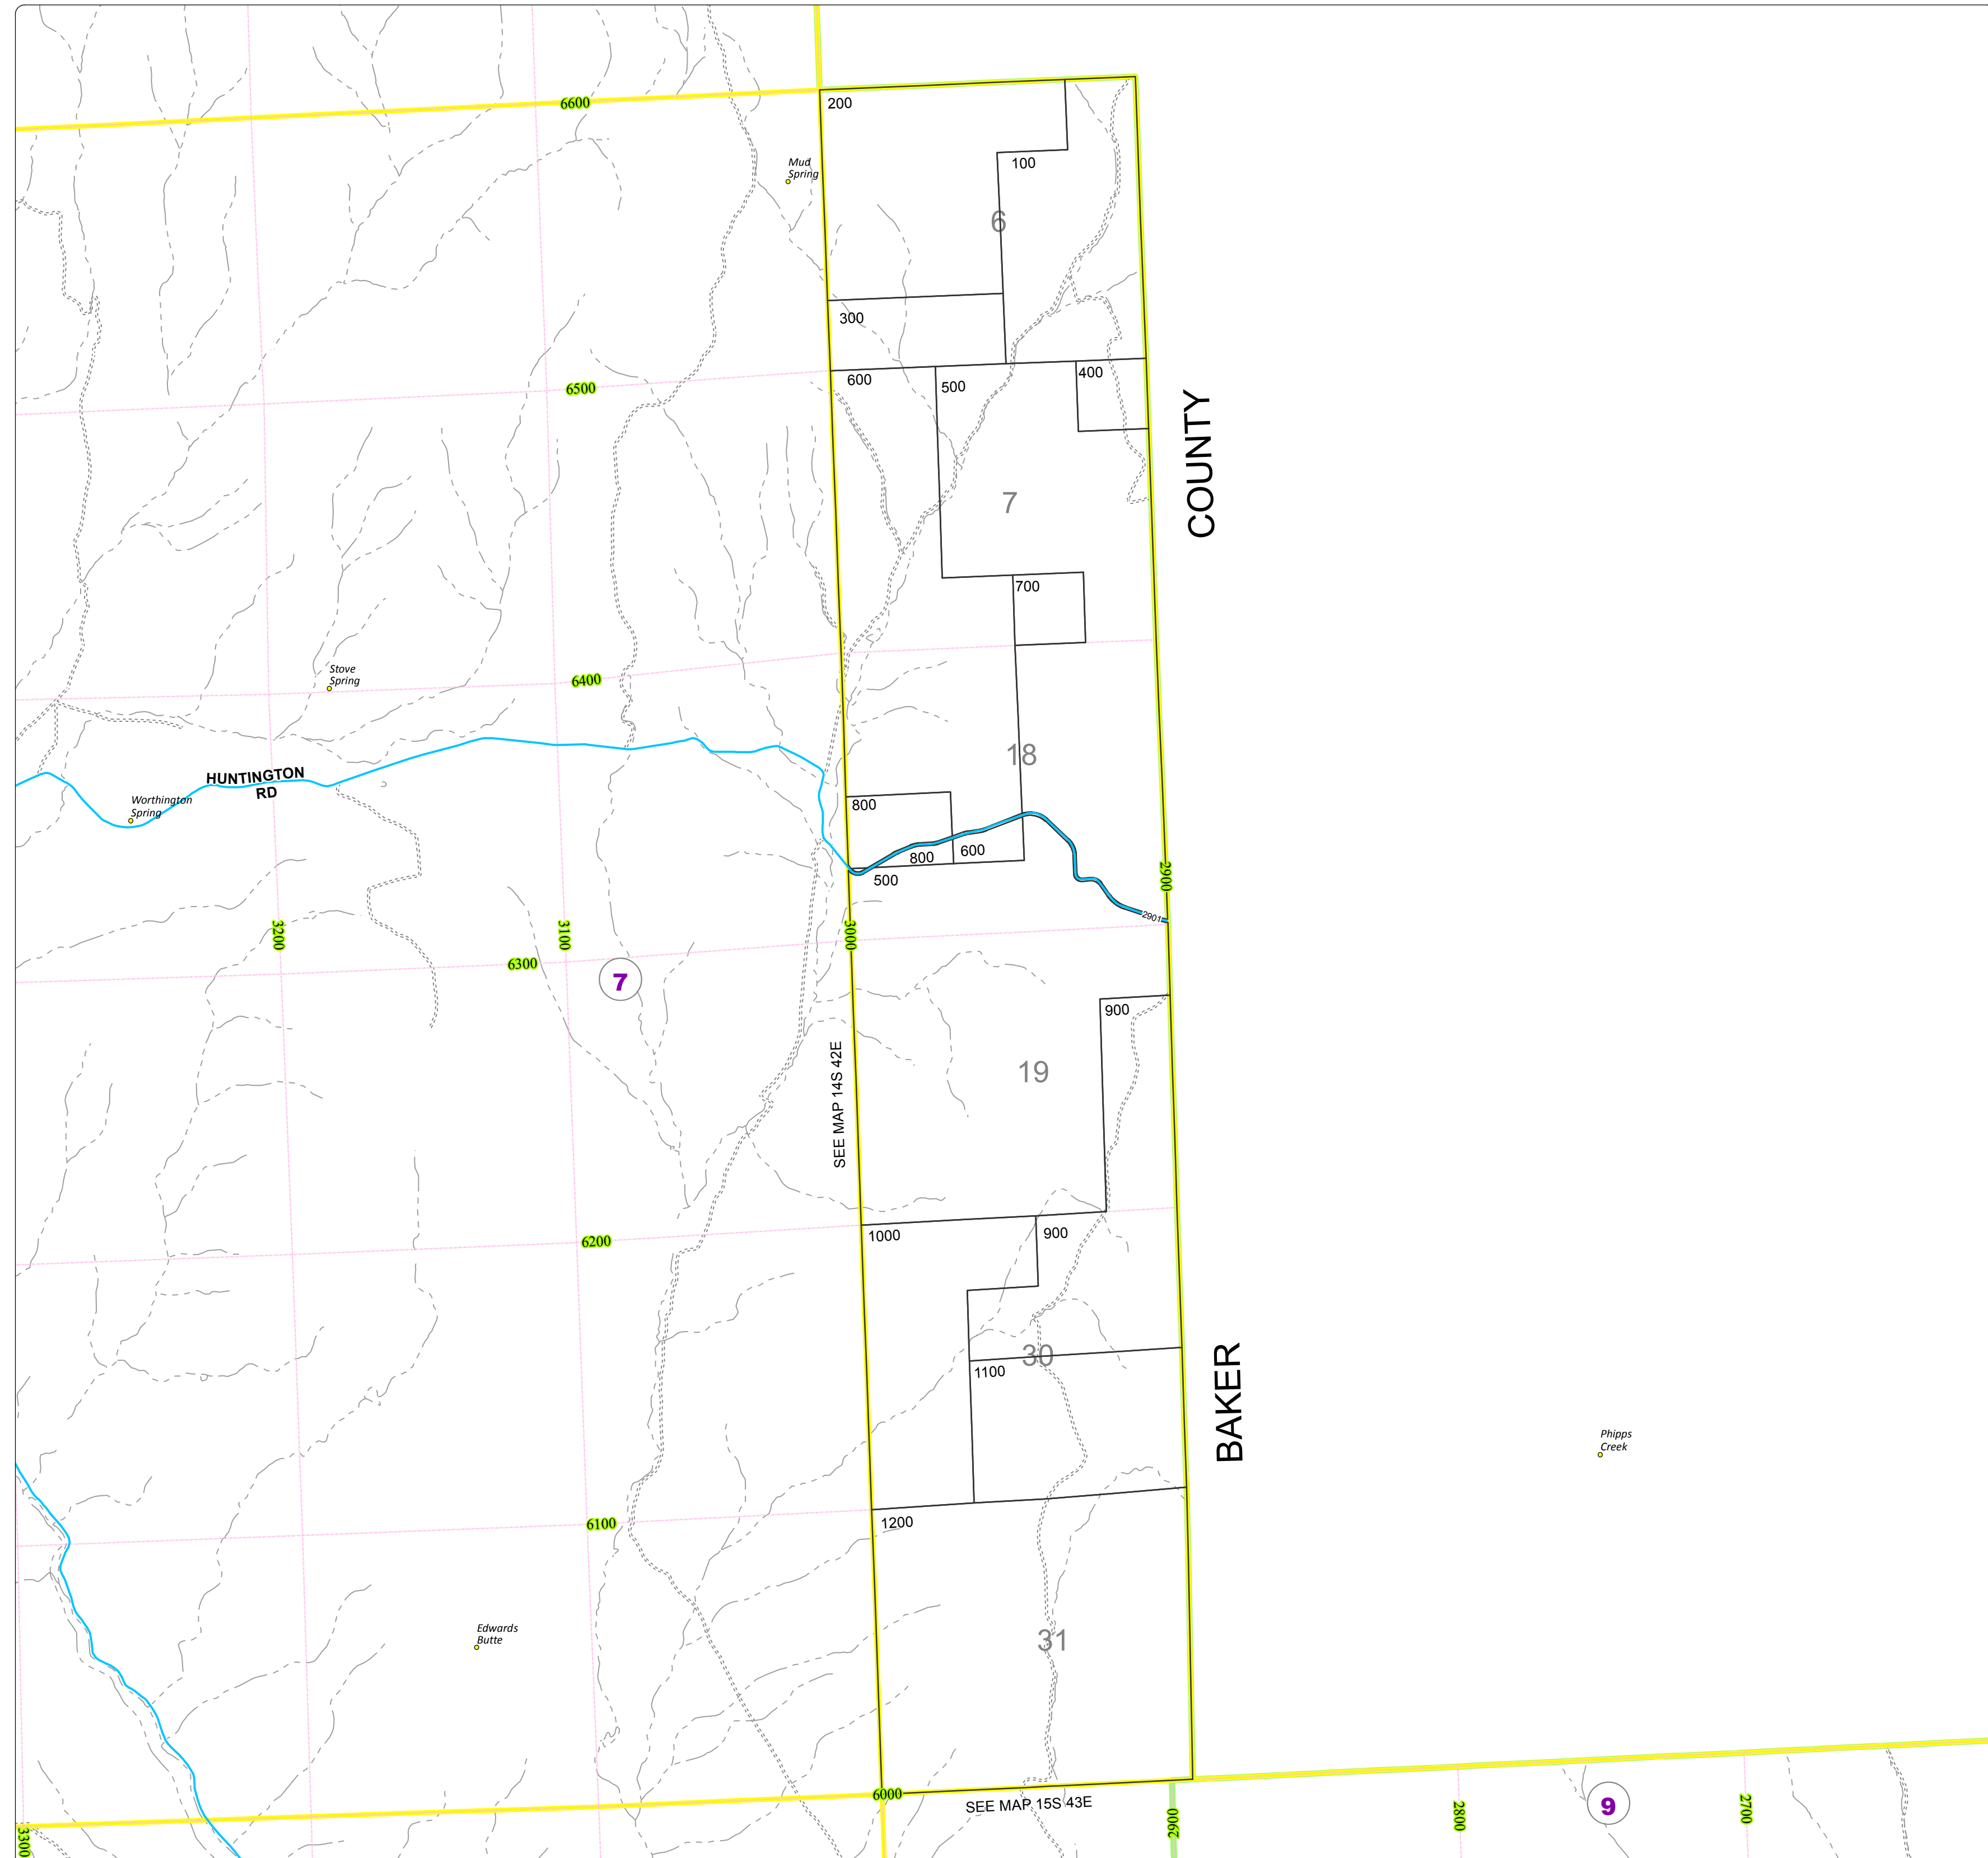 6600
200
Mud
Spring
100
6
300
6500
600
500
400
COUNTY
7
700
Stove
Spring
6400
18
HUNTINGTON
RD
Worthington
Spring
800
800
600
500
2900
2901
3200
3100
3000
6300
7
900
SEE MAP 14S 42E
19
6200
1000
900
30
1100
BAKER
Phipps
Creek
6100
1200
Edwards
Butte
31
6000
SEE MAP 15S 43E
3300
2900
2800
9
2700